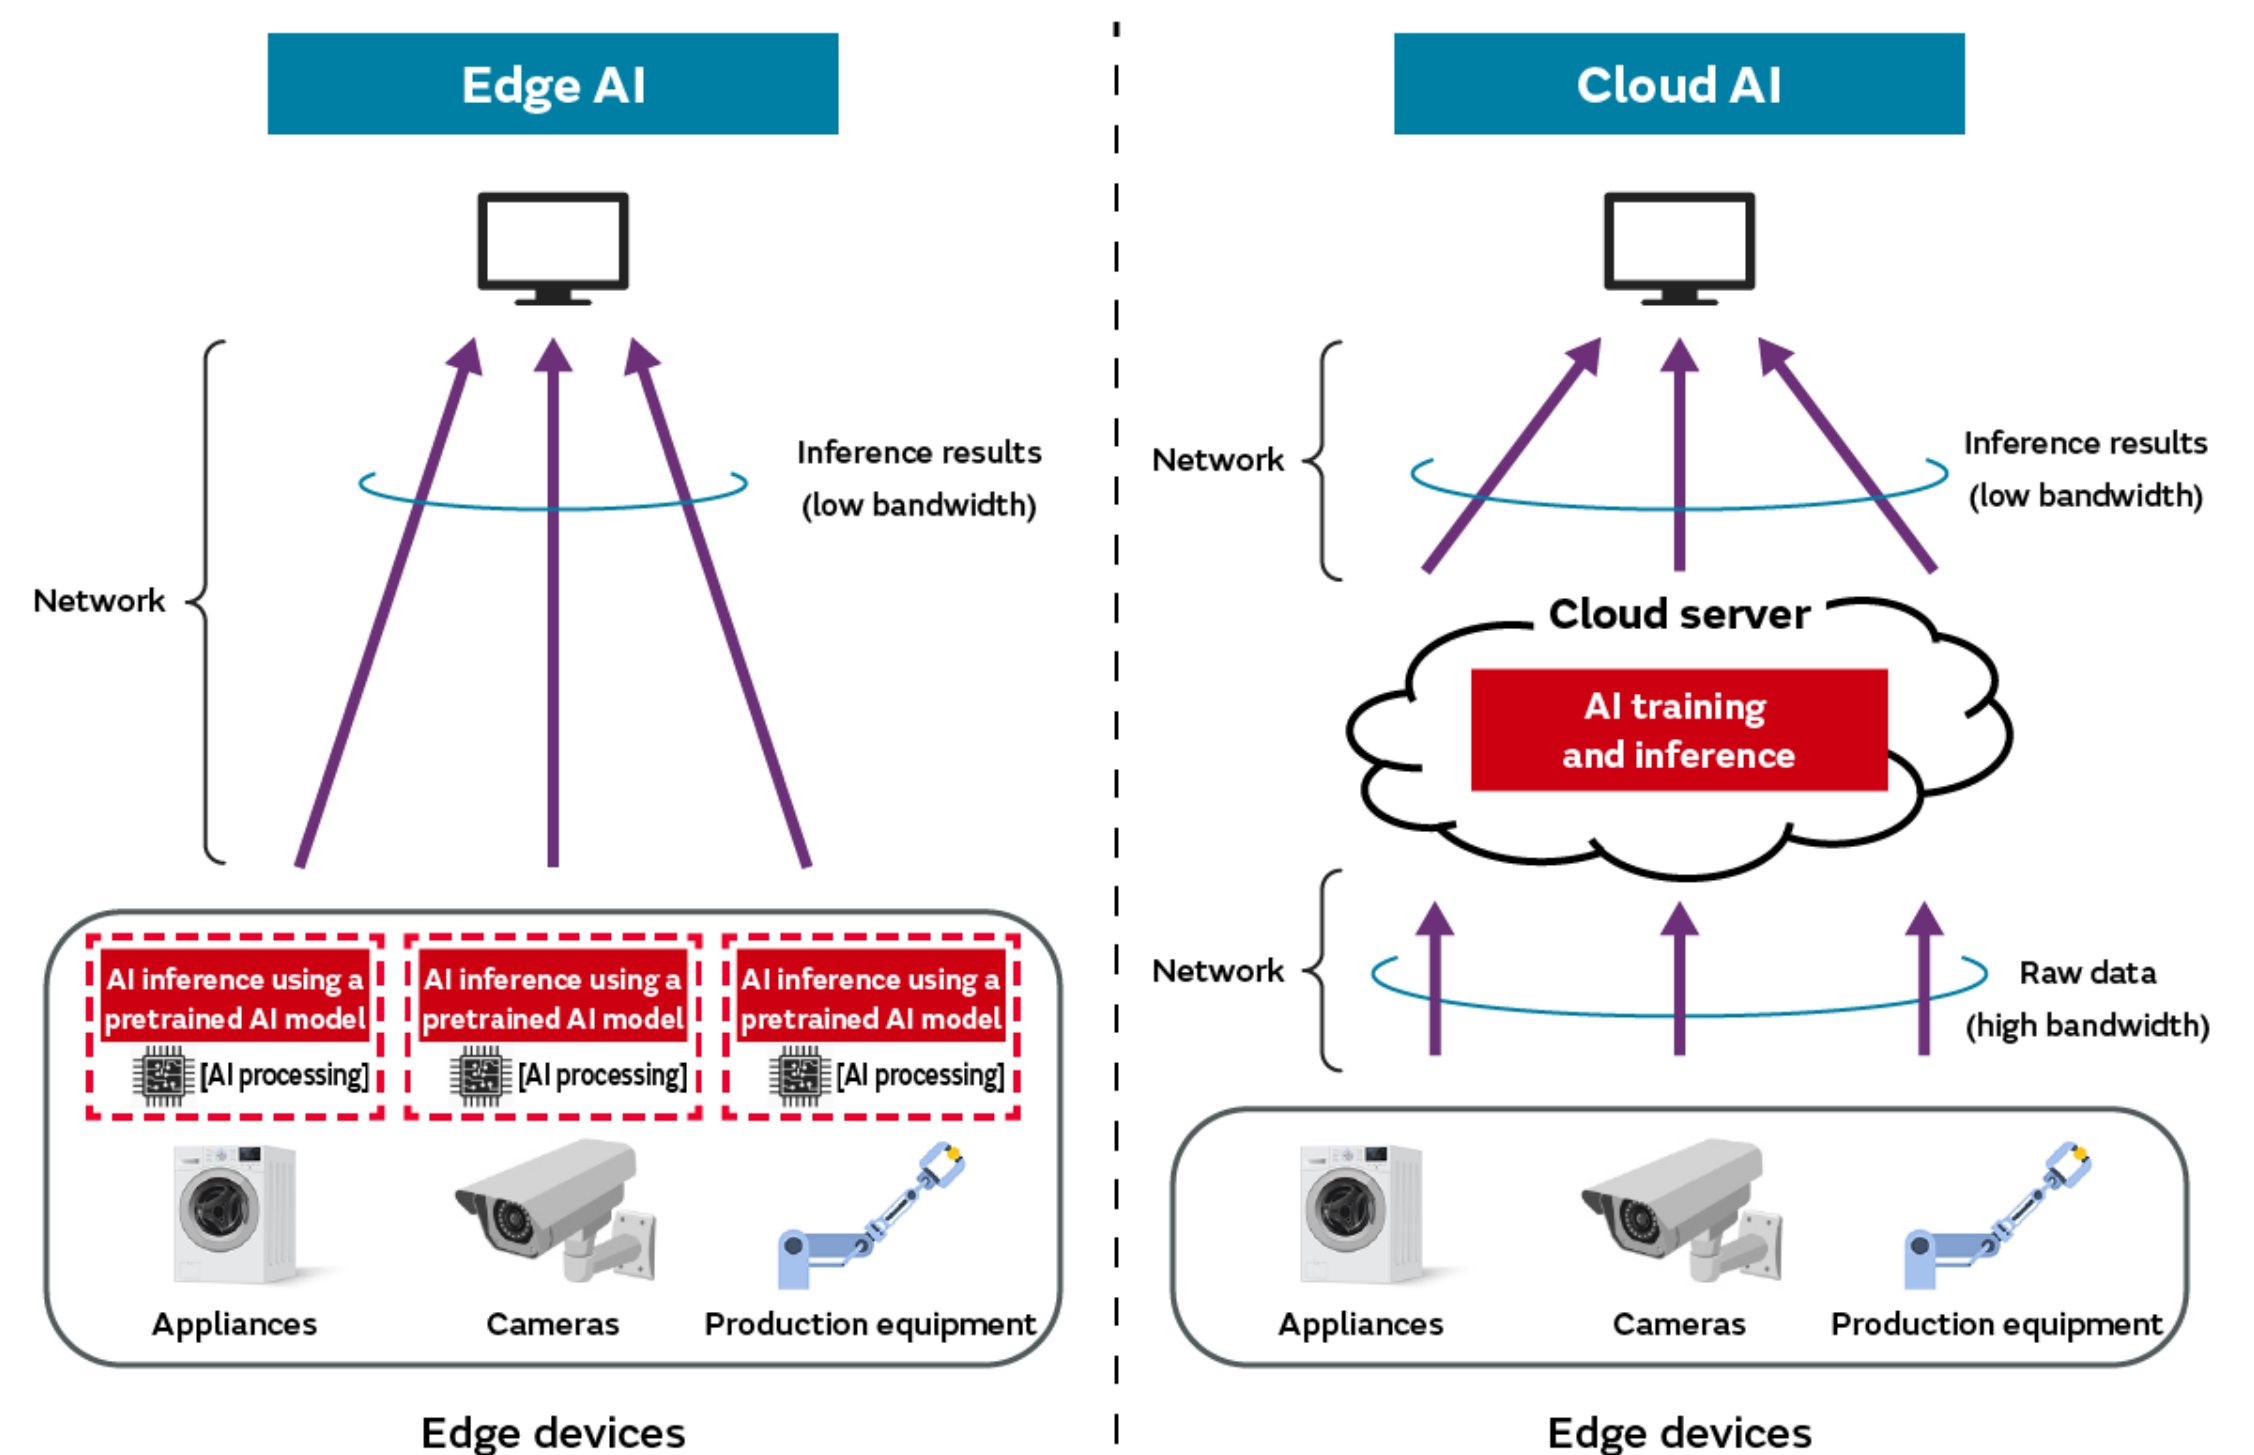 Edge AI
Inference results
(low bandwidth)
Network
AI inference using a
pretrained AI model
[AI processing]
AI inference using a
pretrained AI model
[AI processing]
AI inference using a
pretrained AI model
[AI processing]
Appliances
Cameras
Production equipment
Edge devices
Cloud AI
Network
Inference results
(low bandwidth)
Cloud server
AI training
and inference
Network
Raw data
(high bandwidth)
Appliances
Cameras
Production equipment
Edge devices